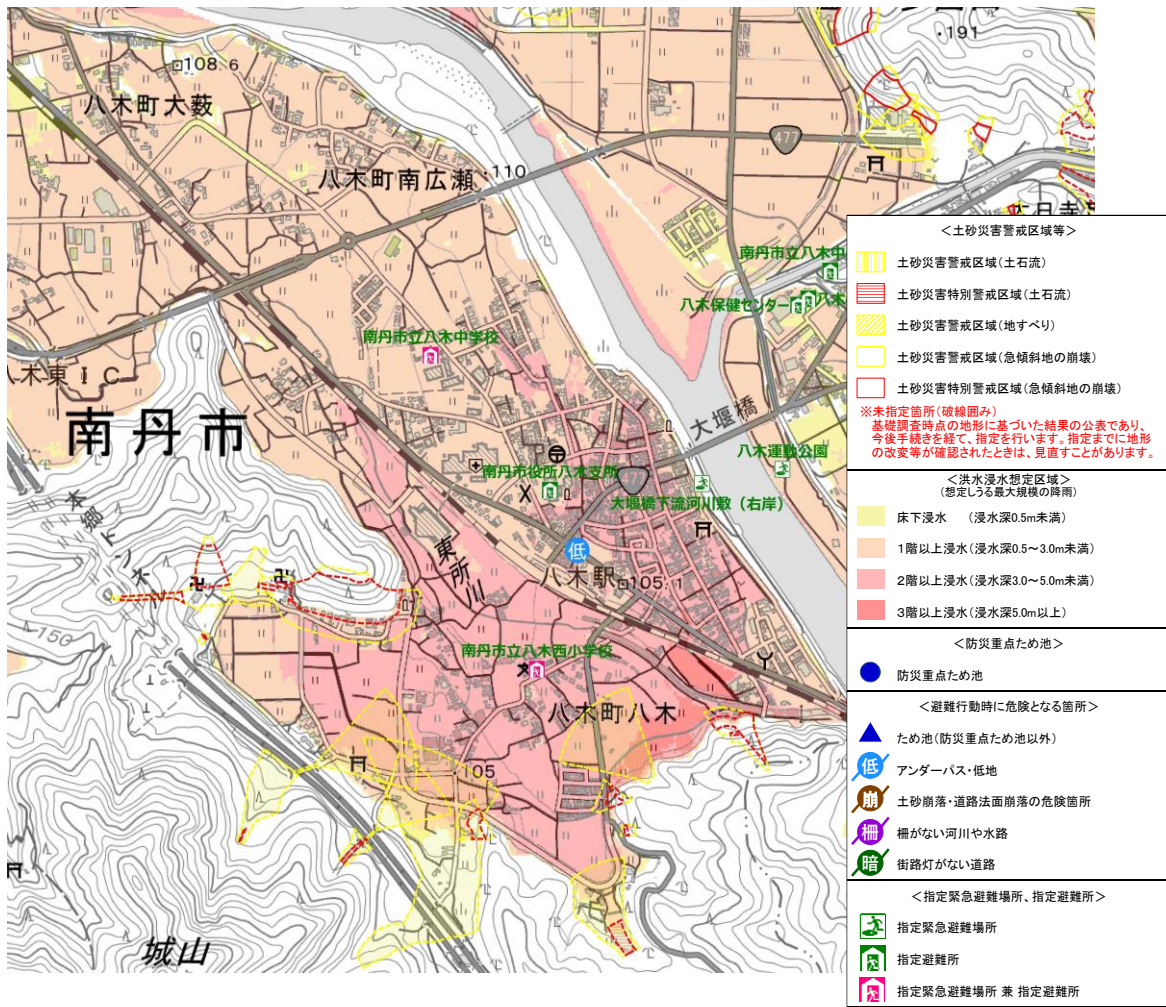 ・191
108.6
八木町大薮
477
八木町南広瀬
・110
南丹市立八木中
八木保健センター
八木
南丹市立八木中学校
八木東IC
大堰橋
南丹市
八木運動公園
南丹市役所八木支所
477
大堰橋下流河川敷（右岸）
本郷トンネル
東所川
低
八木駅
105.1
150
南丹市立八木西小学校
八木町八木
・105
城山
＜土砂災害警戒区域等＞
土砂災害警戒区域(土石流)
土砂災害特別警戒区域(土石流)
土砂災害警戒区域(地すべり)
土砂災害警戒区域(急傾斜地の崩壊)
土砂災害特別警戒区域(急傾斜地の崩壊)
※未指定箇所(破線囲み)
基礎調査時点の地形に基づいた結果の公表であり、
今後手続きを経て、指定を行います。指定までに地形
の改変等が確認されたときは、見直すことがあります。
＜洪水浸水想定区域＞
(想定しうる最大規模の降雨)
床下浸水　(浸水深0.5m未満)
1階以上浸水(浸水深0.5～3.0m未満)
2階以上浸水(浸水深3.0～5.0m未満)
3階以上浸水(浸水深5.0m以上)
＜防災重点ため池＞
防災重点ため池
＜避難行動時に危険となる箇所＞
ため池(防災重点ため池以外)
低 アンダーパス・低地
崩 土砂崩落・道路法面崩落の危険箇所
柵 柵がない河川や水路
暗 街路灯がない道路
＜指定緊急避難場所、指定避難所＞
指定緊急避難場所
指定避難所
指定緊急避難場所 兼 指定避難所